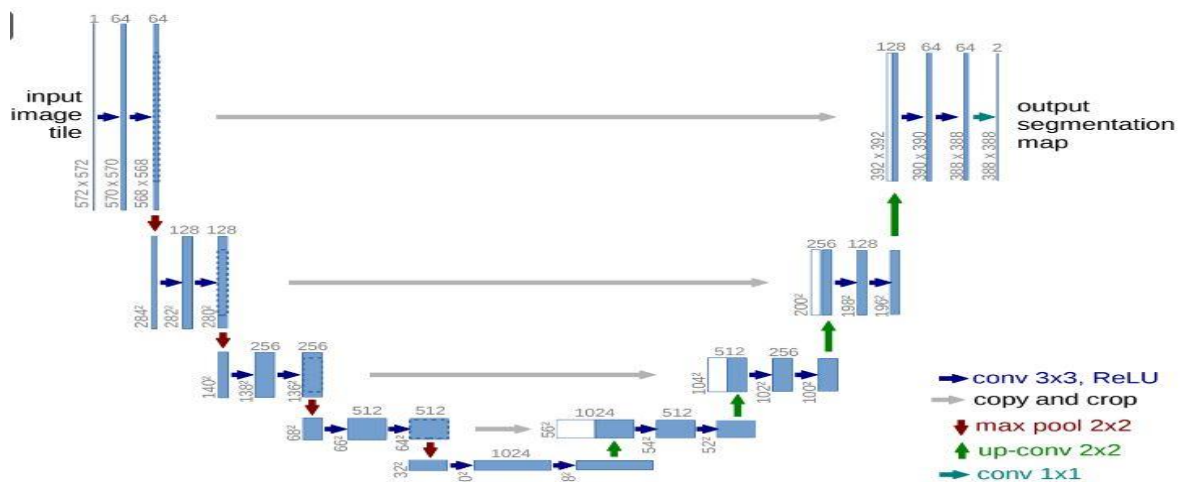 1 64 64
128 64 64 2
input
image
tile
output
segmentation
map
572 x 572
570 x 570
568 x 568
392 x 392
390 x 390
388 x 388
388 x 388
128 128
256 128
284²
282²
280²
200²
198²
196²
256 256
512 256
140²
138²
136²
104²
102²
100²
512 512
1024 512
68²
66²
64²
56²
54²
52²
1024
32²
0²
8²
conv 3x3, ReLU
copy and crop
max pool 2x2
up-conv 2x2
conv 1x1